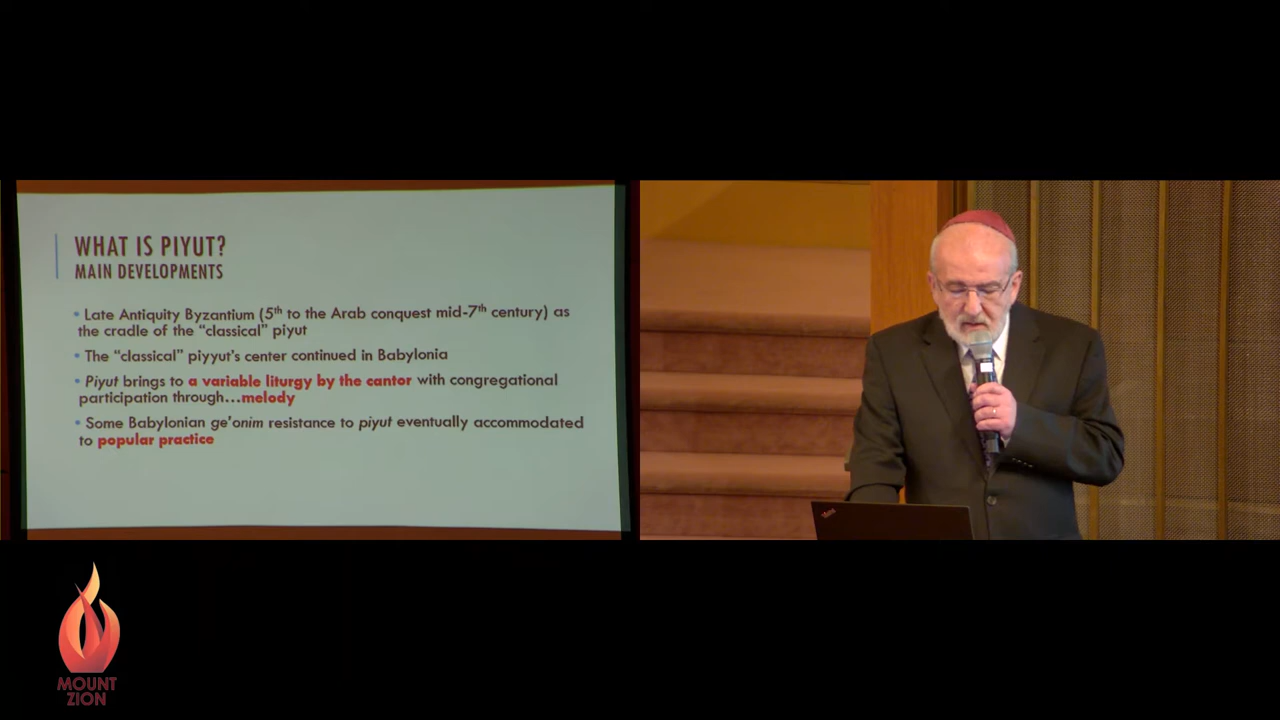 WHAT IS PIYUT?
MAIN DEVELOPMENTS
• Late Antiquity Byzantium (5th to the Arab conquest mid-7th century) as
the cradle of the “classical” piyut
• The “classical” piyyut's center continued in Babylonia
• Piyut brings to a variable liturgy by the cantor with congregational
participation through...melody
• Some Babylonian ge'onim resistance to piyut eventually accommodated
to popular practice
MOUNT
ZION